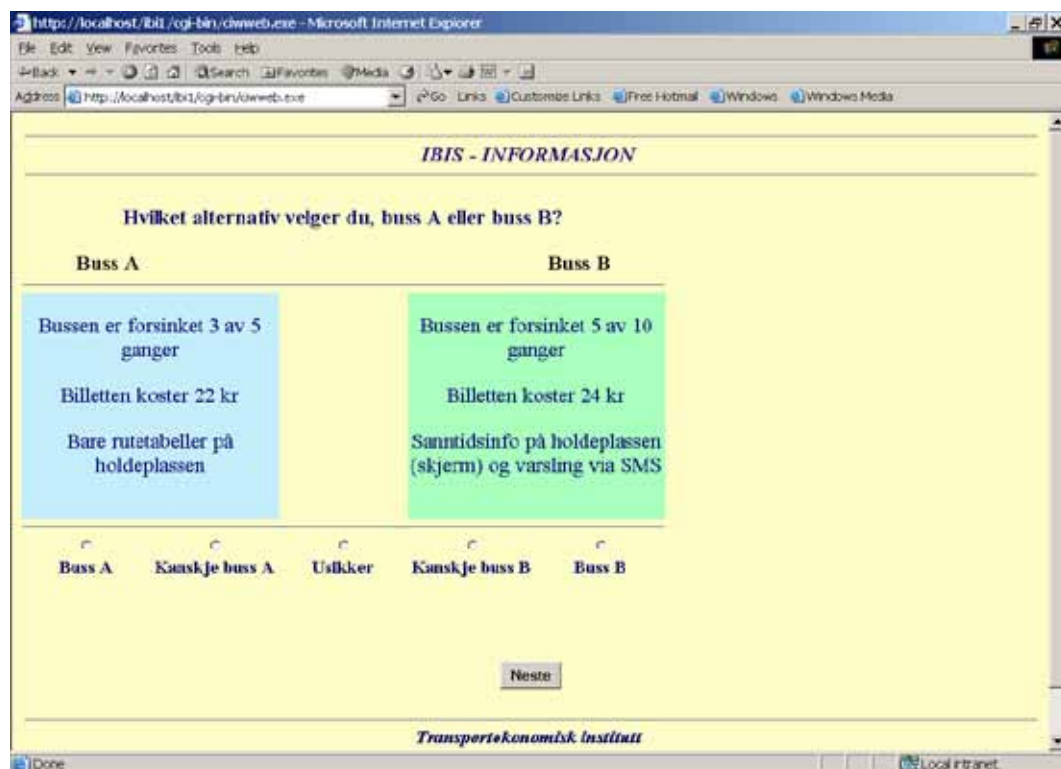 http://localhost/ibi1/cgi-bin/ciwweb.exe - Microsoft Internet Explorer
File Edit View Favorites Tools Help
Back Search Favorites Media
Address http://localhost/ibi1/cgi-bin/ciwweb.exe Go Links Customize Links Free Hotmail Windows Windows Media
IBIS - INFORMASJON
Hvilket alternativ velger du, buss A eller buss B?
Buss A Buss B
Bussen er forsinket 3 av 5 Bussen er forsinket 5 av 10
ganger ganger
Billetten koster 22 kr Billetten koster 24 kr
Bare rutetabeller på Sanntidsinfo på holdeplassen
holdeplassen (skjerm) og varsling via SMS
Buss A Kanskje buss A Usikker Kanskje buss B Buss B
Neste
Transportøkonomisk institutt
Done Local intranet